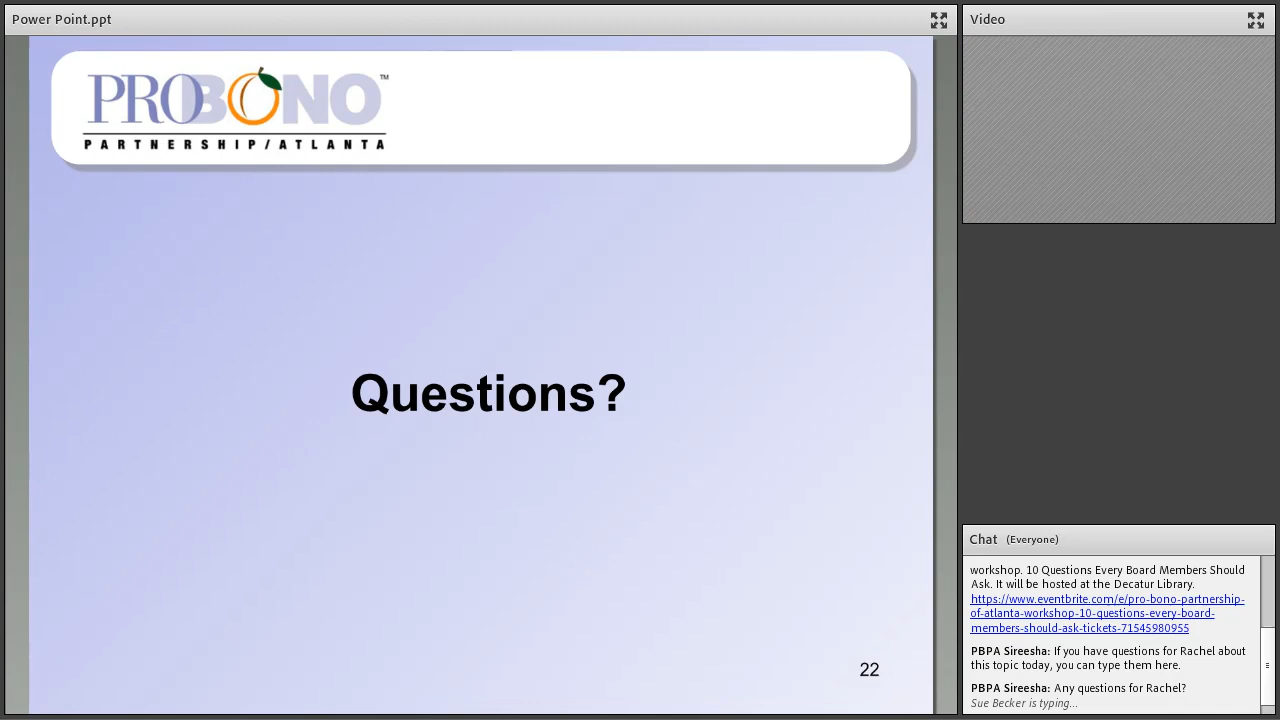 Power Point.ppt
PROBONO™
PARTNERSHIP/ATLANTA
Questions?
22
Video
Chat (Everyone)
workshop. 10 Questions Every Board Members Should
Ask. It will be hosted at the Decatur Library.
https://www.eventbrite.com/e/pro-bono-partnership-
of-atlanta-workshop-10-questions-every-board-
members-should-ask-tickets-71545980955
PBPA Sireesha: If you have questions for Rachel about
this topic today, you can type them here.
PBPA Sireesha: Any questions for Rachel?
Sue Becker is typing...